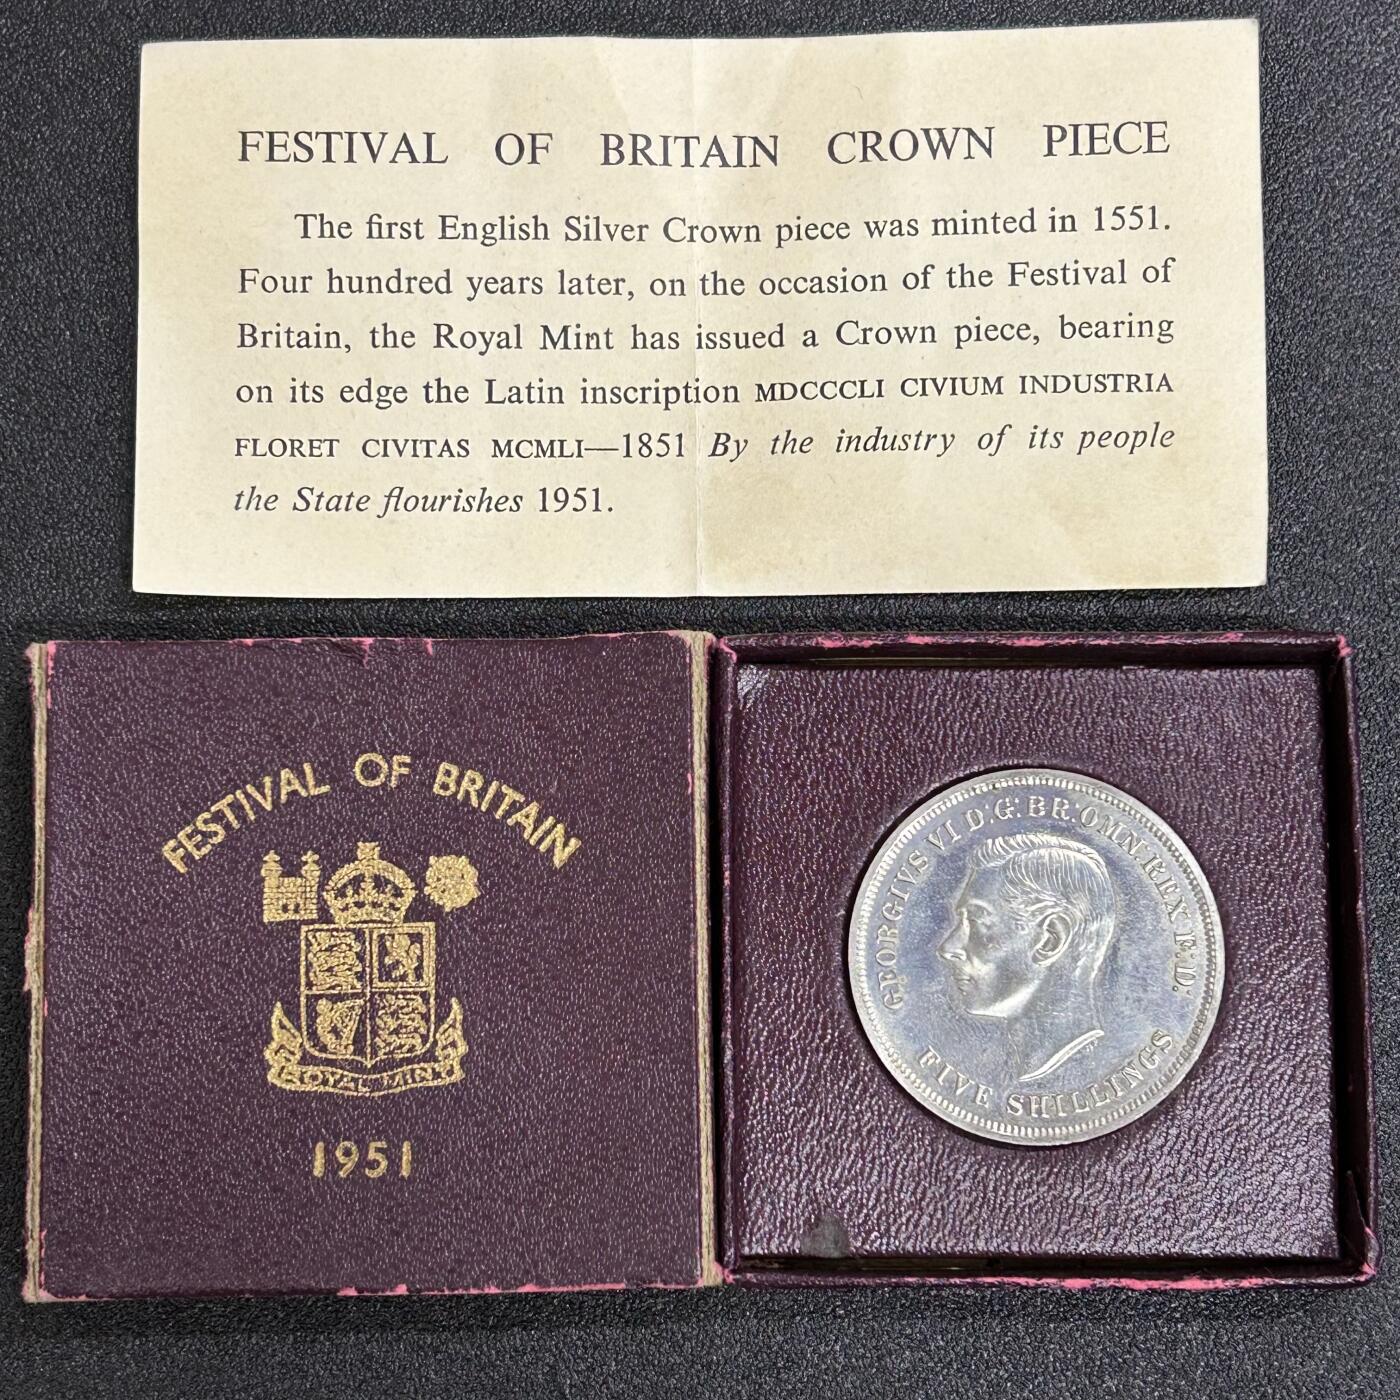 FESTIVAL OF BRITAIN CROWN PIECE
The first English Silver Crown piece was minted in 1551.
Four hundred years later, on the occasion of the Festival of
Britain, the Royal Mint has issued a Crown piece, bearing
on its edge the Latin inscription MDCCCLI CIVIUM INDUSTRIA
FLORET CIVITAS MCMLI—1851 By the industry of its people
the State flourishes 1951.
FESTIVAL OF BRITAIN
ROYAL MINT
1951
GEORGIVS VI D:G:BR:OMN:REX F:D:
FIVE SHILLINGS